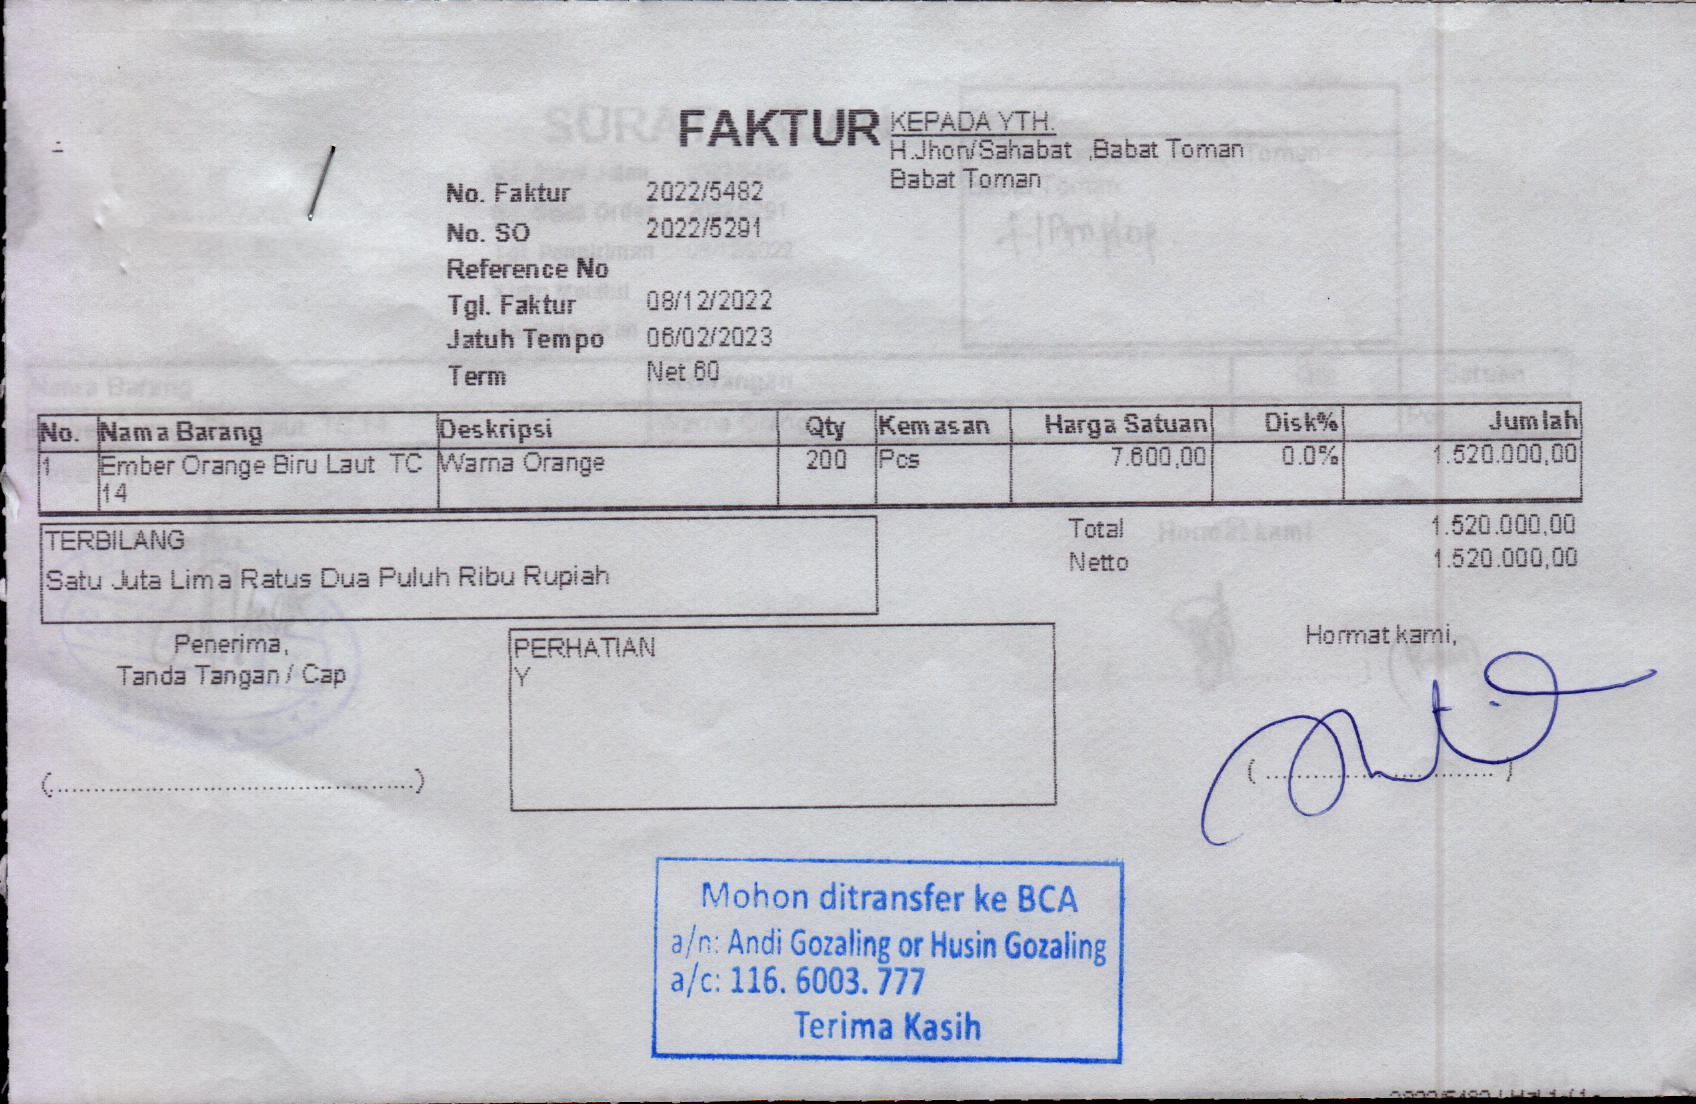 FAKTUR
KEPADA YTH.
H.Jhon/Sahabat ,Babat Toman
Babat Toman
No. Faktur 2022/5482
No. SO 2022/5291
Reference No
Tgl. Faktur 08/12/2022
Jatuh Tempo 06/02/2023
Term Net 60
No. Nama Barang Deskripsi Qty Kemasan Harga Satuan Disk% Jumlah
1 Ember Orange Biru Laut TC Warna Orange 200 Pcs 7.600,00 0.0% 1.520.000,00
14
TERBILANG
Satu Juta Lima Ratus Dua Puluh Ribu Rupiah
Total 1.520.000,00
Netto 1.520.000,00
Penerima,
Tanda Tangan / Cap
PERHATIAN
Y
Hormat kami,
Mohon ditransfer ke BCA
a/n: Andi Gozaling or Husin Gozaling
a/c: 116. 6003. 777
Terima Kasih